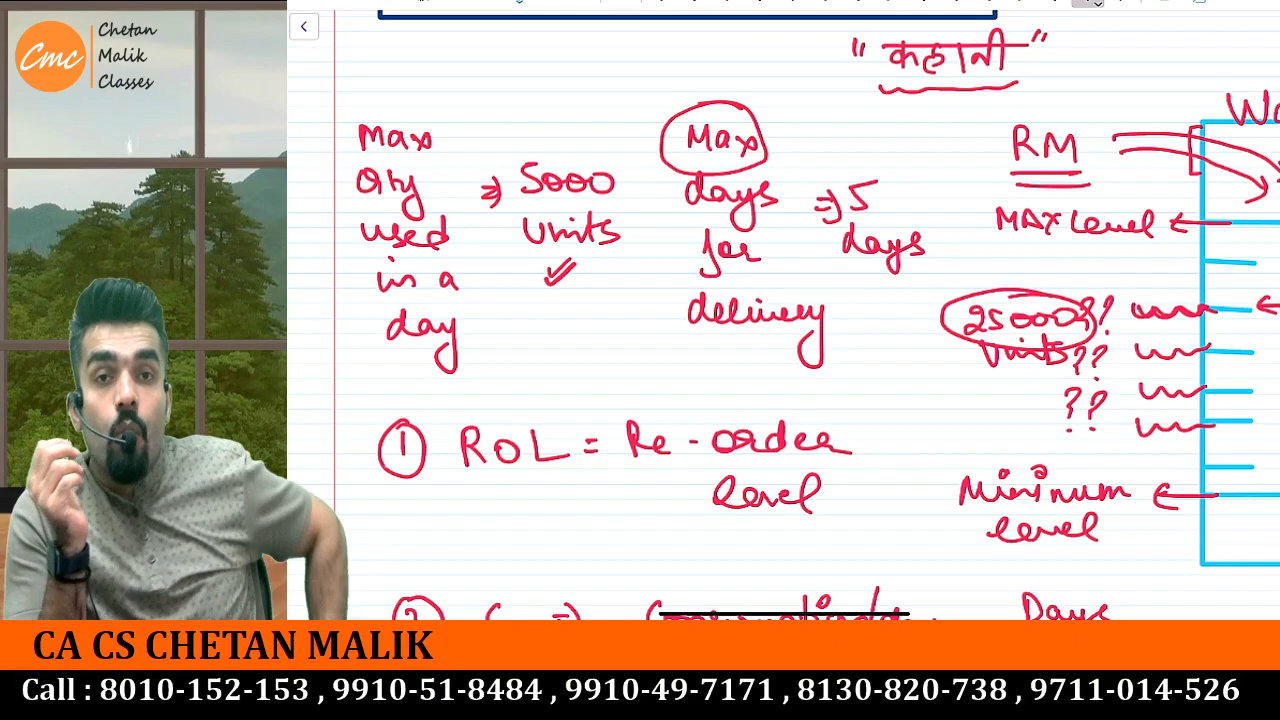 Cmc
Chetan
Malik
Classes
"कहानी"
Max
Qty
used
in a
day
⇒ 5000
units
Max
days
for
delivery
⇒ 5
days
RM
MAX Level
25000??
units??
??
① ROL = Re-order
level
Minimum
level
②
Days
CA CS CHETAN MALIK
Call : 8010-152-153 , 9910-51-8484 , 9910-49-7171 , 8130-820-738 , 9711-014-526